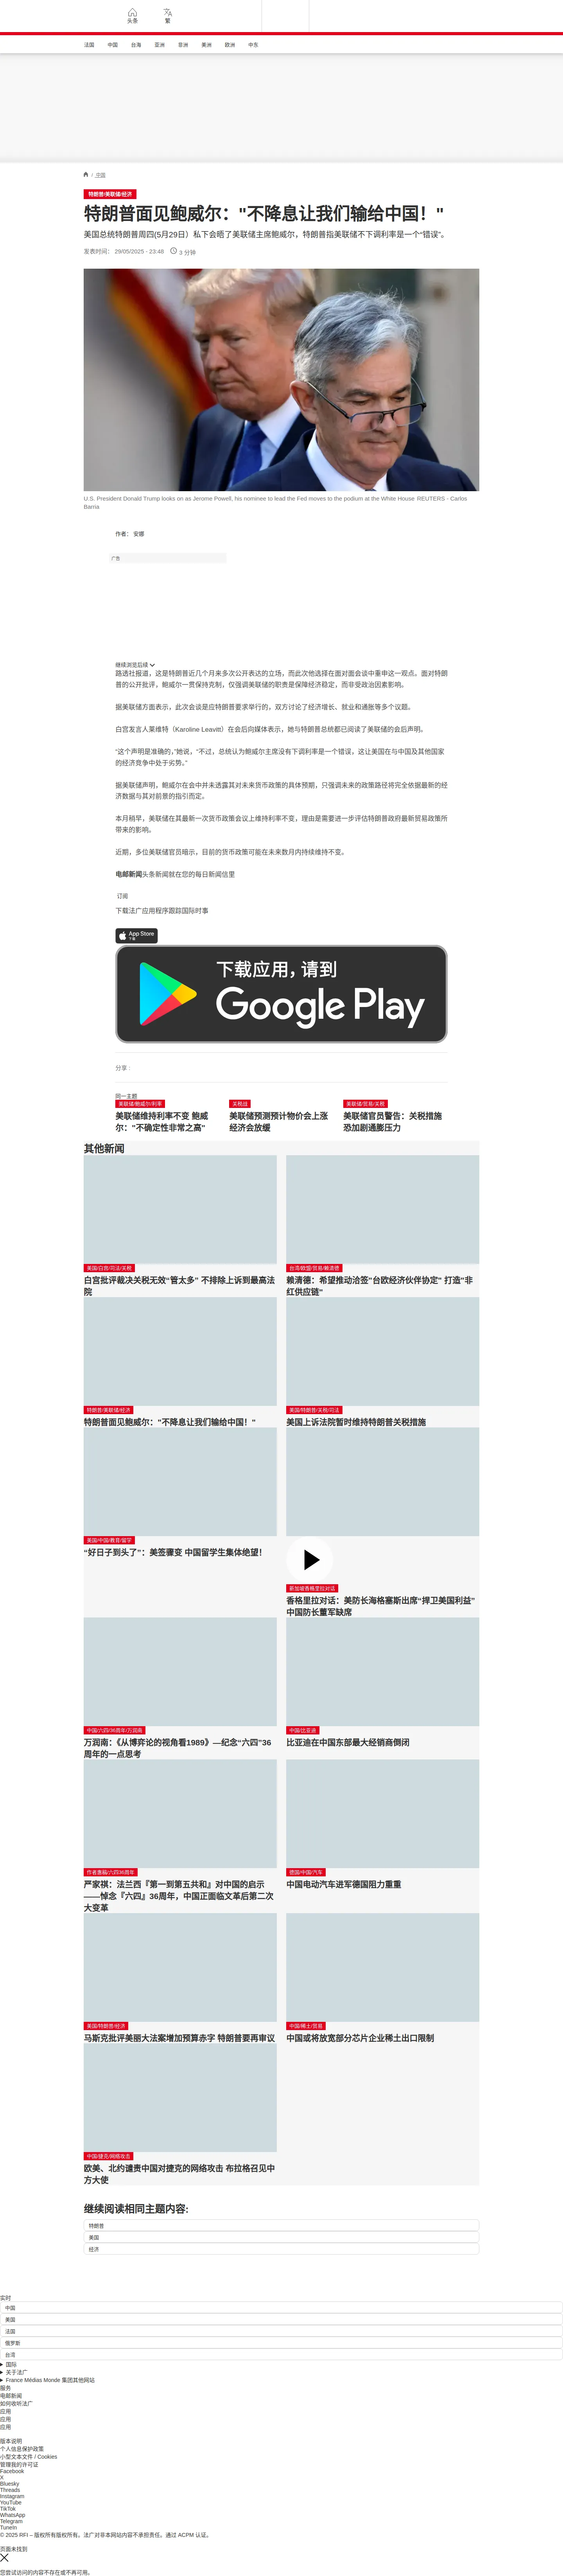 头条
繁
法国
中国
台海
亚洲
非洲
美洲
欧洲
中东
/ 中国
特朗普/美联储/经济
特朗普面见鲍威尔："不降息让我们输给中国！"
美国总统特朗普周四(5月29日）私下会晤了美联储主席鲍威尔，特朗普指美联储不下调利率是一个“错误”。
发表时间： 29/05/2025 - 23:48
3 分钟
U.S. President Donald Trump looks on as Jerome Powell, his nominee to lead the Fed moves to the podium at the White House REUTERS - Carlos
Barria
作者： 安娜
广告
继续浏览后续
路透社报道，这是特朗普近几个月来多次公开表达的立场，而此次他选择在面对面会谈中重申这一观点。面对特朗
普的公开批评，鲍威尔一贯保持克制，仅强调美联储的职责是保障经济稳定，而非受政治因素影响。
据美联储方面表示，此次会谈是应特朗普要求举行的，双方讨论了经济增长、就业和通胀等多个议题。
白宫发言人莱维特（Karoline Leavitt）在会后向媒体表示，她与特朗普总统都已阅读了美联储的会后声明。
“这个声明是准确的，”她说，“不过，总统认为鲍威尔主席没有下调利率是一个错误，这让美国在与中国及其他国家
的经济竞争中处于劣势。”
据美联储声明，鲍威尔在会中并未透露其对未来货币政策的具体预期，只强调未来的政策路径将完全依据最新的经
济数据与其对前景的指引而定。
本月稍早，美联储在其最新一次货币政策会议上维持利率不变，理由是需要进一步评估特朗普政府最新贸易政策所
带来的影响。
近期，多位美联储官员暗示，目前的货币政策可能在未来数月内持续维持不变。
电邮新闻头条新闻就在您的每日新闻信里
订阅
下载法广应用程序跟踪国际时事
App Store
下载
下载应用，请到
Google Play
分享 :
同一主题
美联储/鲍威尔/利率
美联储维持利率不变 鲍威
尔："不确定性非常之高"
关税战
美联储预测预计物价会上涨
经济会放缓
美联储/贸易/关税
美联储官员警告：关税措施
恐加剧通膨压力
其他新闻
美国/白宫/司法/关税
白宫批评裁决关税无效“管太多” 不排除上诉到最高法
院
台湾/欧盟/贸易/赖清德
赖清德：希望推动洽签"台欧经济伙伴协定" 打造"非
红供应链"
特朗普/美联储/经济
特朗普面见鲍威尔："不降息让我们输给中国！"
美国/特朗普/关税/司法
美国上诉法院暂时维持特朗普关税措施
美国/中国/教育/留学
“好日子到头了”：美签骤变 中国留学生集体绝望！
新加坡香格里拉对话
香格里拉对话：美防长海格塞斯出席“捍卫美国利益”
中国防长董军缺席
中国/六四/36周年/万润南
万润南：《从博弈论的视角看1989》—纪念“六四”36
周年的一点思考
中国/比亚迪
比亚迪在中国东部最大经销商倒闭
作者激稿/六四36周年
严家祺：法兰西『第一到第五共和』对中国的启示
——悼念『六四』36周年，中国正面临文革后第二次
大变革
德国/中国/汽车
中国电动汽车进军德国阻力重重
美国/特朗普/经济
马斯克批评美丽大法案增加预算赤字 特朗普要再审议
中国/稀土/贸易
中国或将放宽部分芯片企业稀土出口限制
中国/捷克/网络攻击
欧美、北约谴责中国对捷克的网络攻击 布拉格召见中
方大使
继续阅读相同主题内容:
特朗普
美国
经济
实时
中国
美国
法国
俄罗斯
台湾
国际
关于法广
France Médias Monde 集团其他网站
服务
电邮新闻
如何收听法广
应用
应用
应用
版本说明
个人信息保护政策
小型文本文件 / Cookies
管理我的许可证
Facebook
X
Bluesky
Threads
Instagram
YouTube
TikTok
WhatsApp
Telegram
TuneIn
© 2025 RFI – 版权所有版权所有。法广对非本网站内容不承担责任。通过 ACPM 认证。
页面未找到
您尝试访问的内容不存在或不再可用。